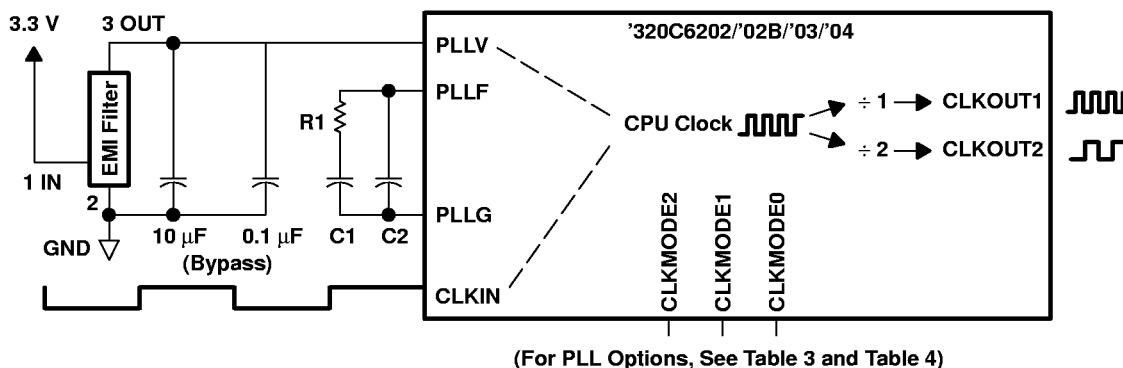 3.3 V
3 OUT
EMI Filter
1 IN
2
GND
10 µF
0.1 µF
(Bypass)
R1
C1
C2
'320C6202/'02B/'03/'04
PLLV
PLLF
PLLG
CLKIN
CPU Clock
÷ 1
CLKOUT1
÷ 2
CLKOUT2
CLKMODE2
CLKMODE1
CLKMODE0
(For PLL Options, See Table 3 and Table 4)